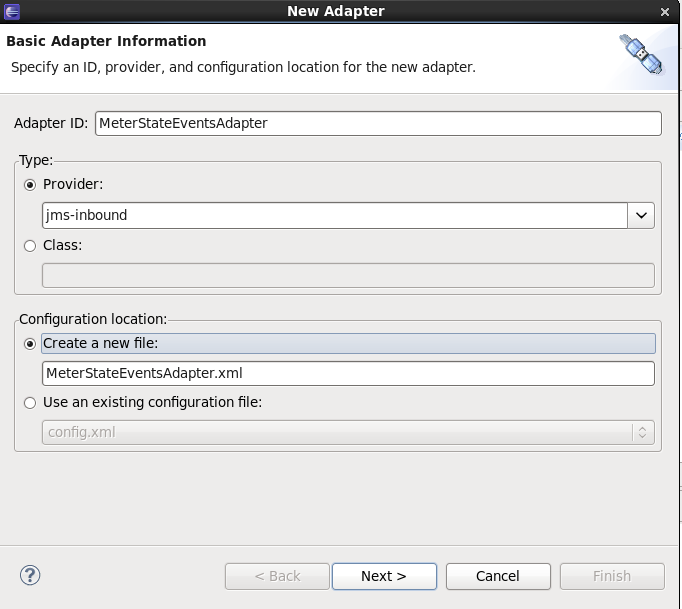 New Adapter
Basic Adapter Information
Specify an ID, provider, and configuration location for the new adapter.
Adapter ID: MeterStateEventsAdapter
Type:
Provider:
jms-inbound
Class:
Configuration location:
Create a new file:
MeterStateEventsAdapter.xml
Use an existing configuration file:
config.xml
< Back Next > Cancel Finish